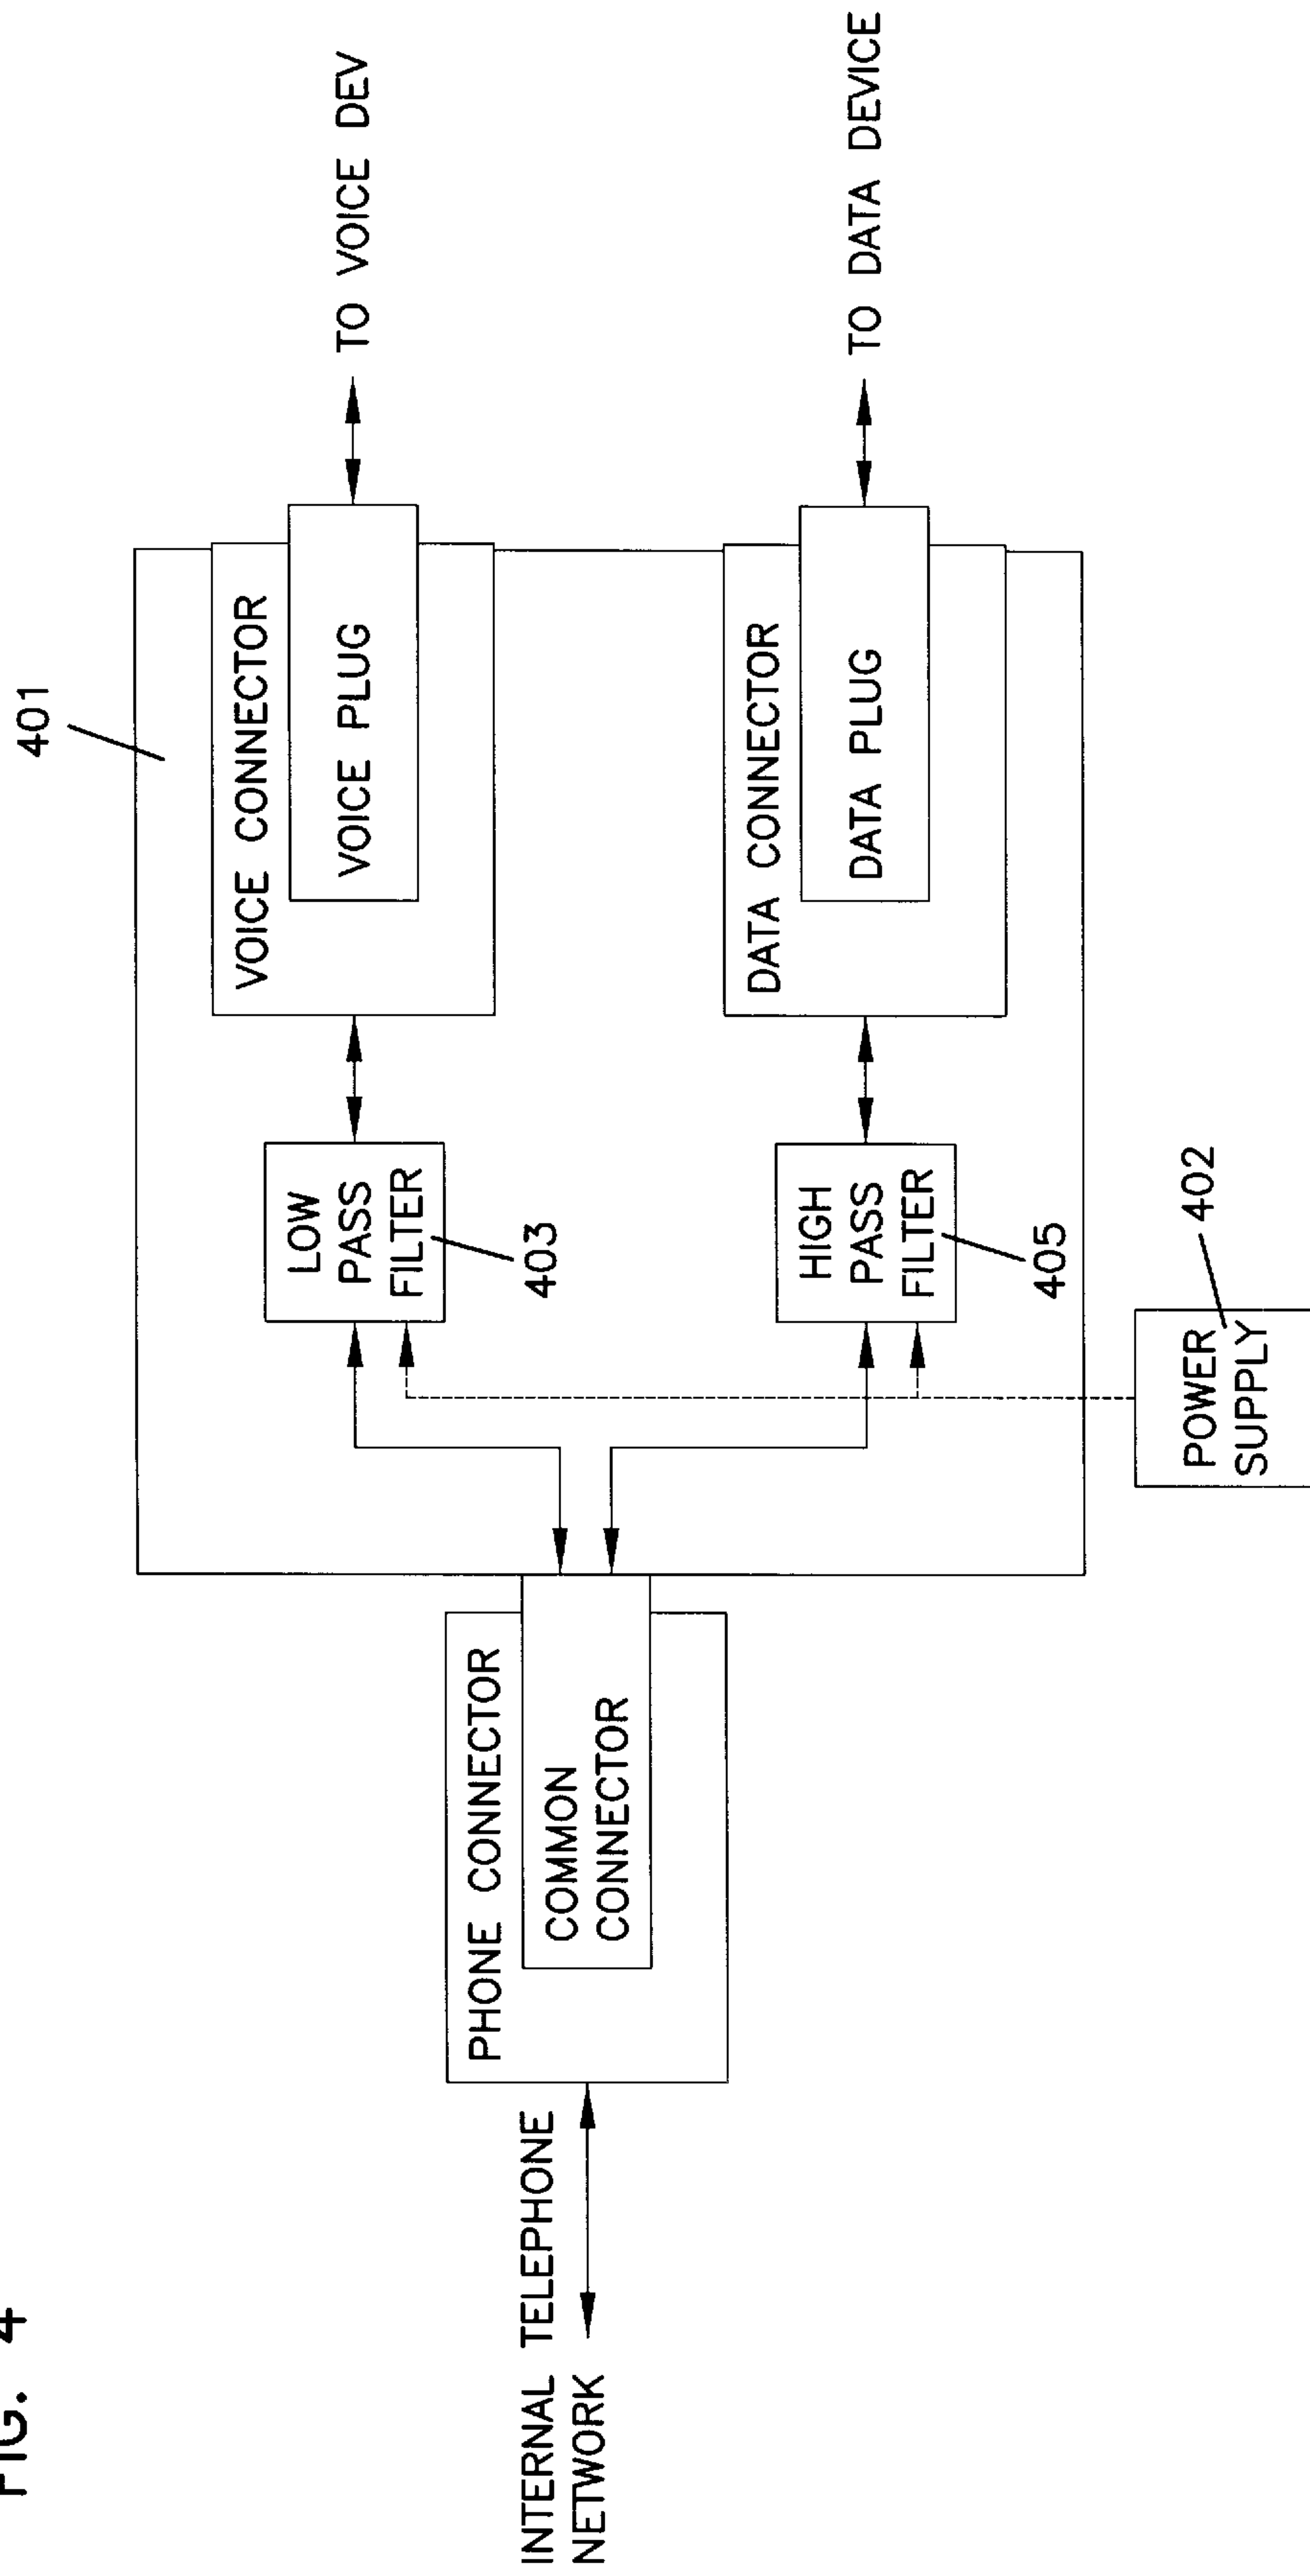 FIG. 4
401
VOICE CONNECTOR
VOICE PLUG
TO VOICE DEV
LOW
PASS
FILTER
403
PHONE CONNECTOR
COMMON
CONNECTOR
INTERNAL TELEPHONE
NETWORK
DATA CONNECTOR
DATA PLUG
TO DATA DEVICE
HIGH
PASS
FILTER
405
POWER
SUPPLY
402